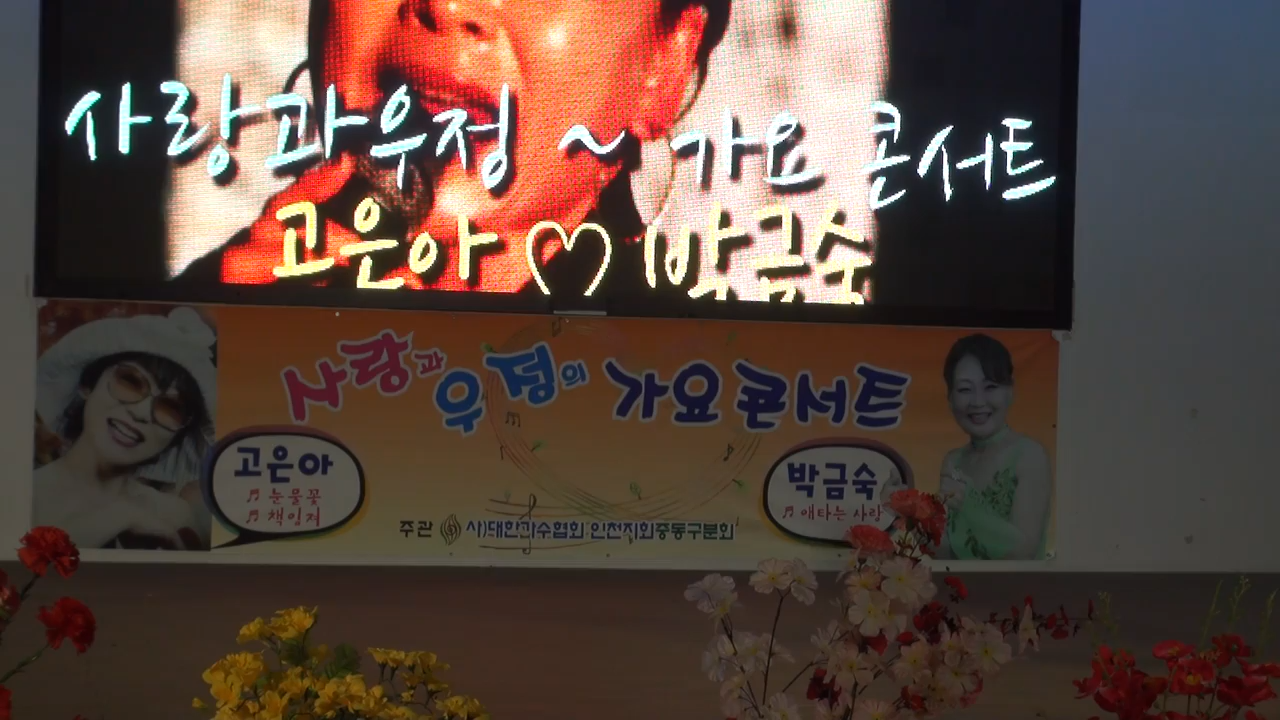 사랑과우정 ~ 가요 콘서트
고은아 ♡ 박금숙
사랑과 우정의 가요 콘서트
고은아
눈물꽃
책임져
박금숙
애타는 사랑
주관 사)대한가수협회 인천지회중동구분회